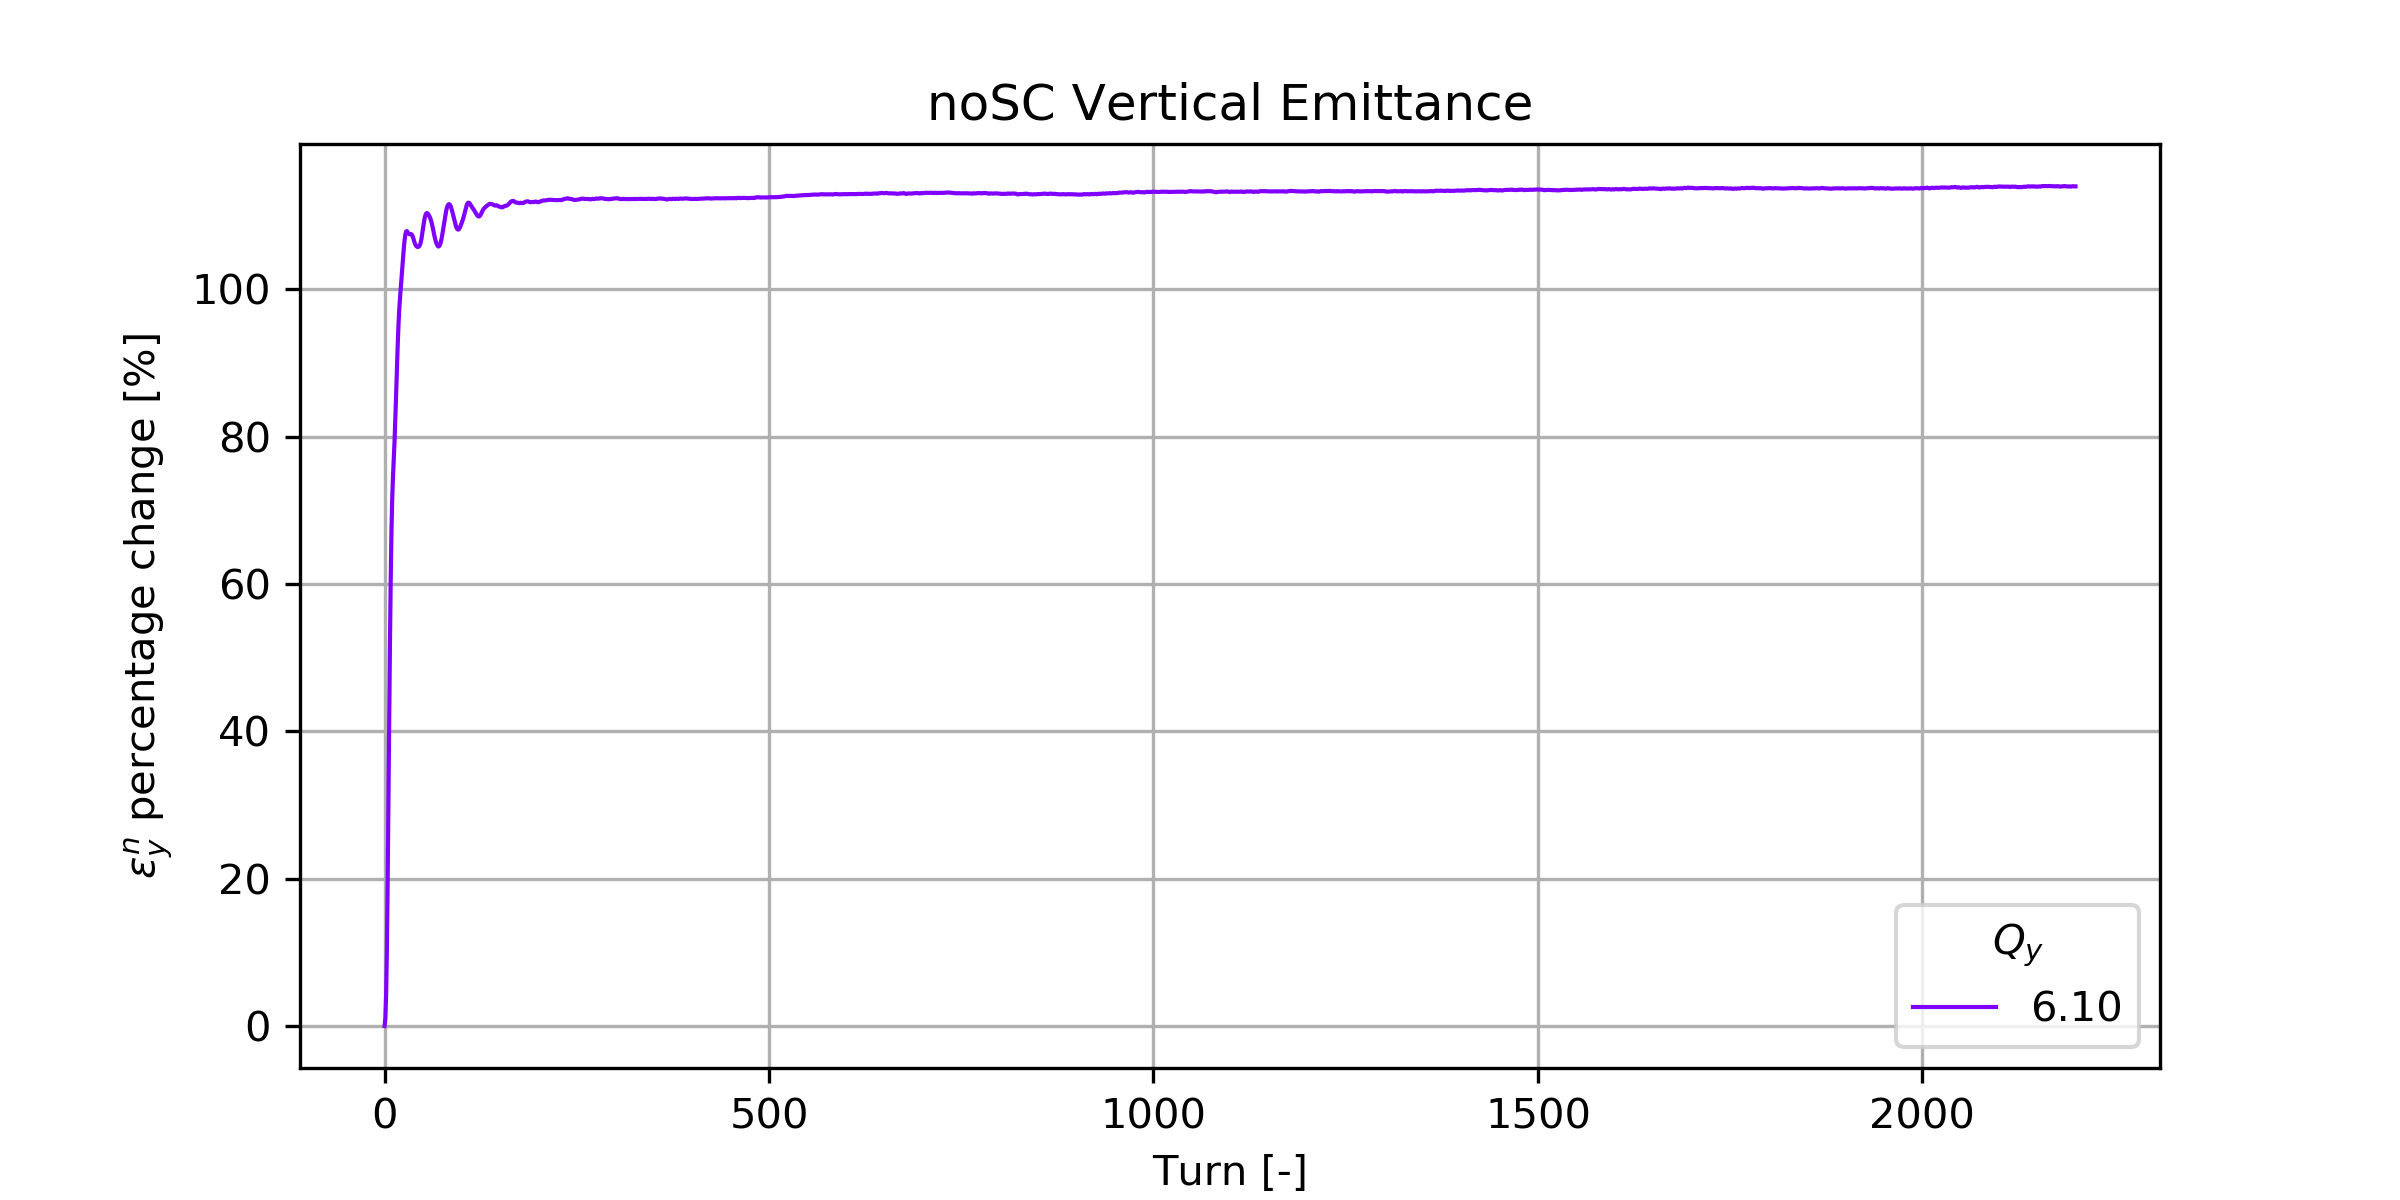 noSC Vertical Emittance
ε_y^n percentage change [%]
100
80
60
40
20
0
0 500 1000 1500 2000
Turn [-]
Q_y
6.10